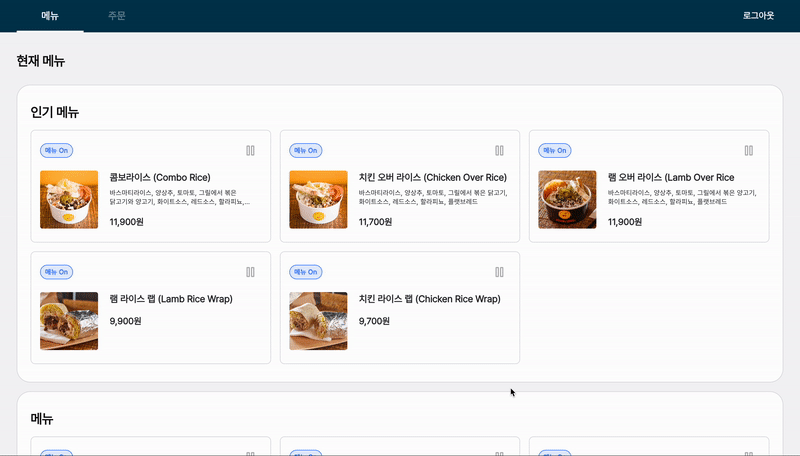 메뉴
주문
로그아웃
현재 메뉴
인기 메뉴
메뉴 On
콤보라이스 (Combo Rice)
바스마티라이스, 양상추, 토마토, 그릴에서 볶은
닭고기와 양고기, 화이트소스, 레드소스, 할라피뇨,...
11,900원
메뉴 On
치킨 오버 라이스 (Chicken Over Rice)
바스마티라이스, 양상추, 토마토, 그릴에서 볶은 닭고기,
화이트소스, 레드소스, 할라피뇨, 플랫브레드
11,700원
메뉴 On
램 오버 라이스 (Lamb Over Rice
바스마티라이스, 양상추, 토마토, 그릴에서 볶은 양고기,
화이트소스, 레드소스, 할라피뇨, 플랫브레드
11,900원
메뉴 On
램 라이스 랩 (Lamb Rice Wrap)
9,900원
메뉴 On
치킨 라이스 랩 (Chicken Rice Wrap)
9,700원
메뉴
메뉴 On
메뉴 On
메뉴 On